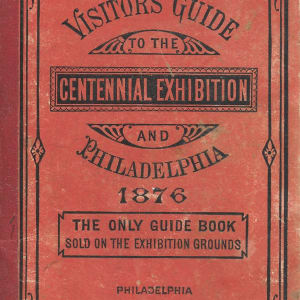 VISITORS GUIDE
TO THE
CENTENNIAL EXHIBITION
AND
PHILADELPHIA
1876
THE ONLY GUIDE BOOK
SOLD ON THE EXHIBITION GROUNDS
PHILADELPHIA